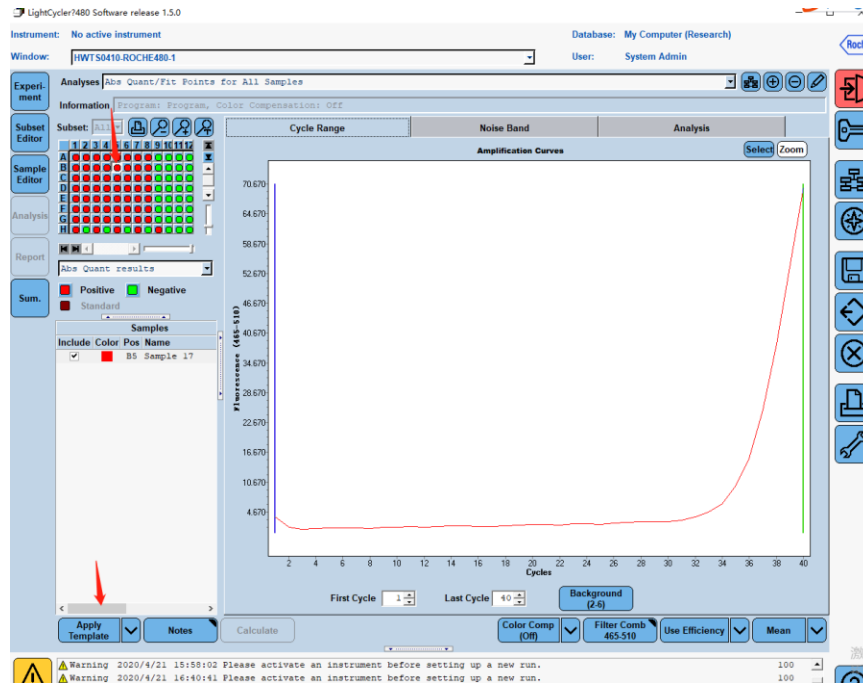 LightCycler?480 Software release 1.5.0
Instrument: No active instrument Database: My Computer (Research)
Window: HWTS0410-ROCHE480-1 User: System Admin
Roch
Experi-
ment
Analyses Abs Quant/Fit Points for All Samples
Information Program: Program, Color Compensation: Off
Subset
Editor
Subset: All
Cycle Range Noise Band Analysis
1 2 3 4 5 6 7 8 9 10 11 12
A
B
C
D
E
F
G
H
Sample
Editor
Analysis
Report
Sum.
Amplification Curves
Select Zoom
Abs Quant results
Positive Negative
Standard
Samples
Include Color Pos Name
B5 Sample 17
Fluorescence (465-510)
70.670
64.670
58.670
52.670
46.670
40.670
34.670
28.670
22.670
16.670
10.670
4.670
2 4 6 8 10 12 14 16 18 20 22 24 26 28 30 32 34 36 38 40
Cycles
First Cycle 1 Last Cycle 40 Background
(2-6)
Apply
Template
Notes
Calculate
Color Comp
(Off)
Filter Comb
465-510
Use Efficiency
Mean
Warning 2020/4/21 15:58:02 Please activate an instrument before setting up a new run. 100
Warning 2020/4/21 16:40:41 Please activate an instrument before setting up a new run. 100